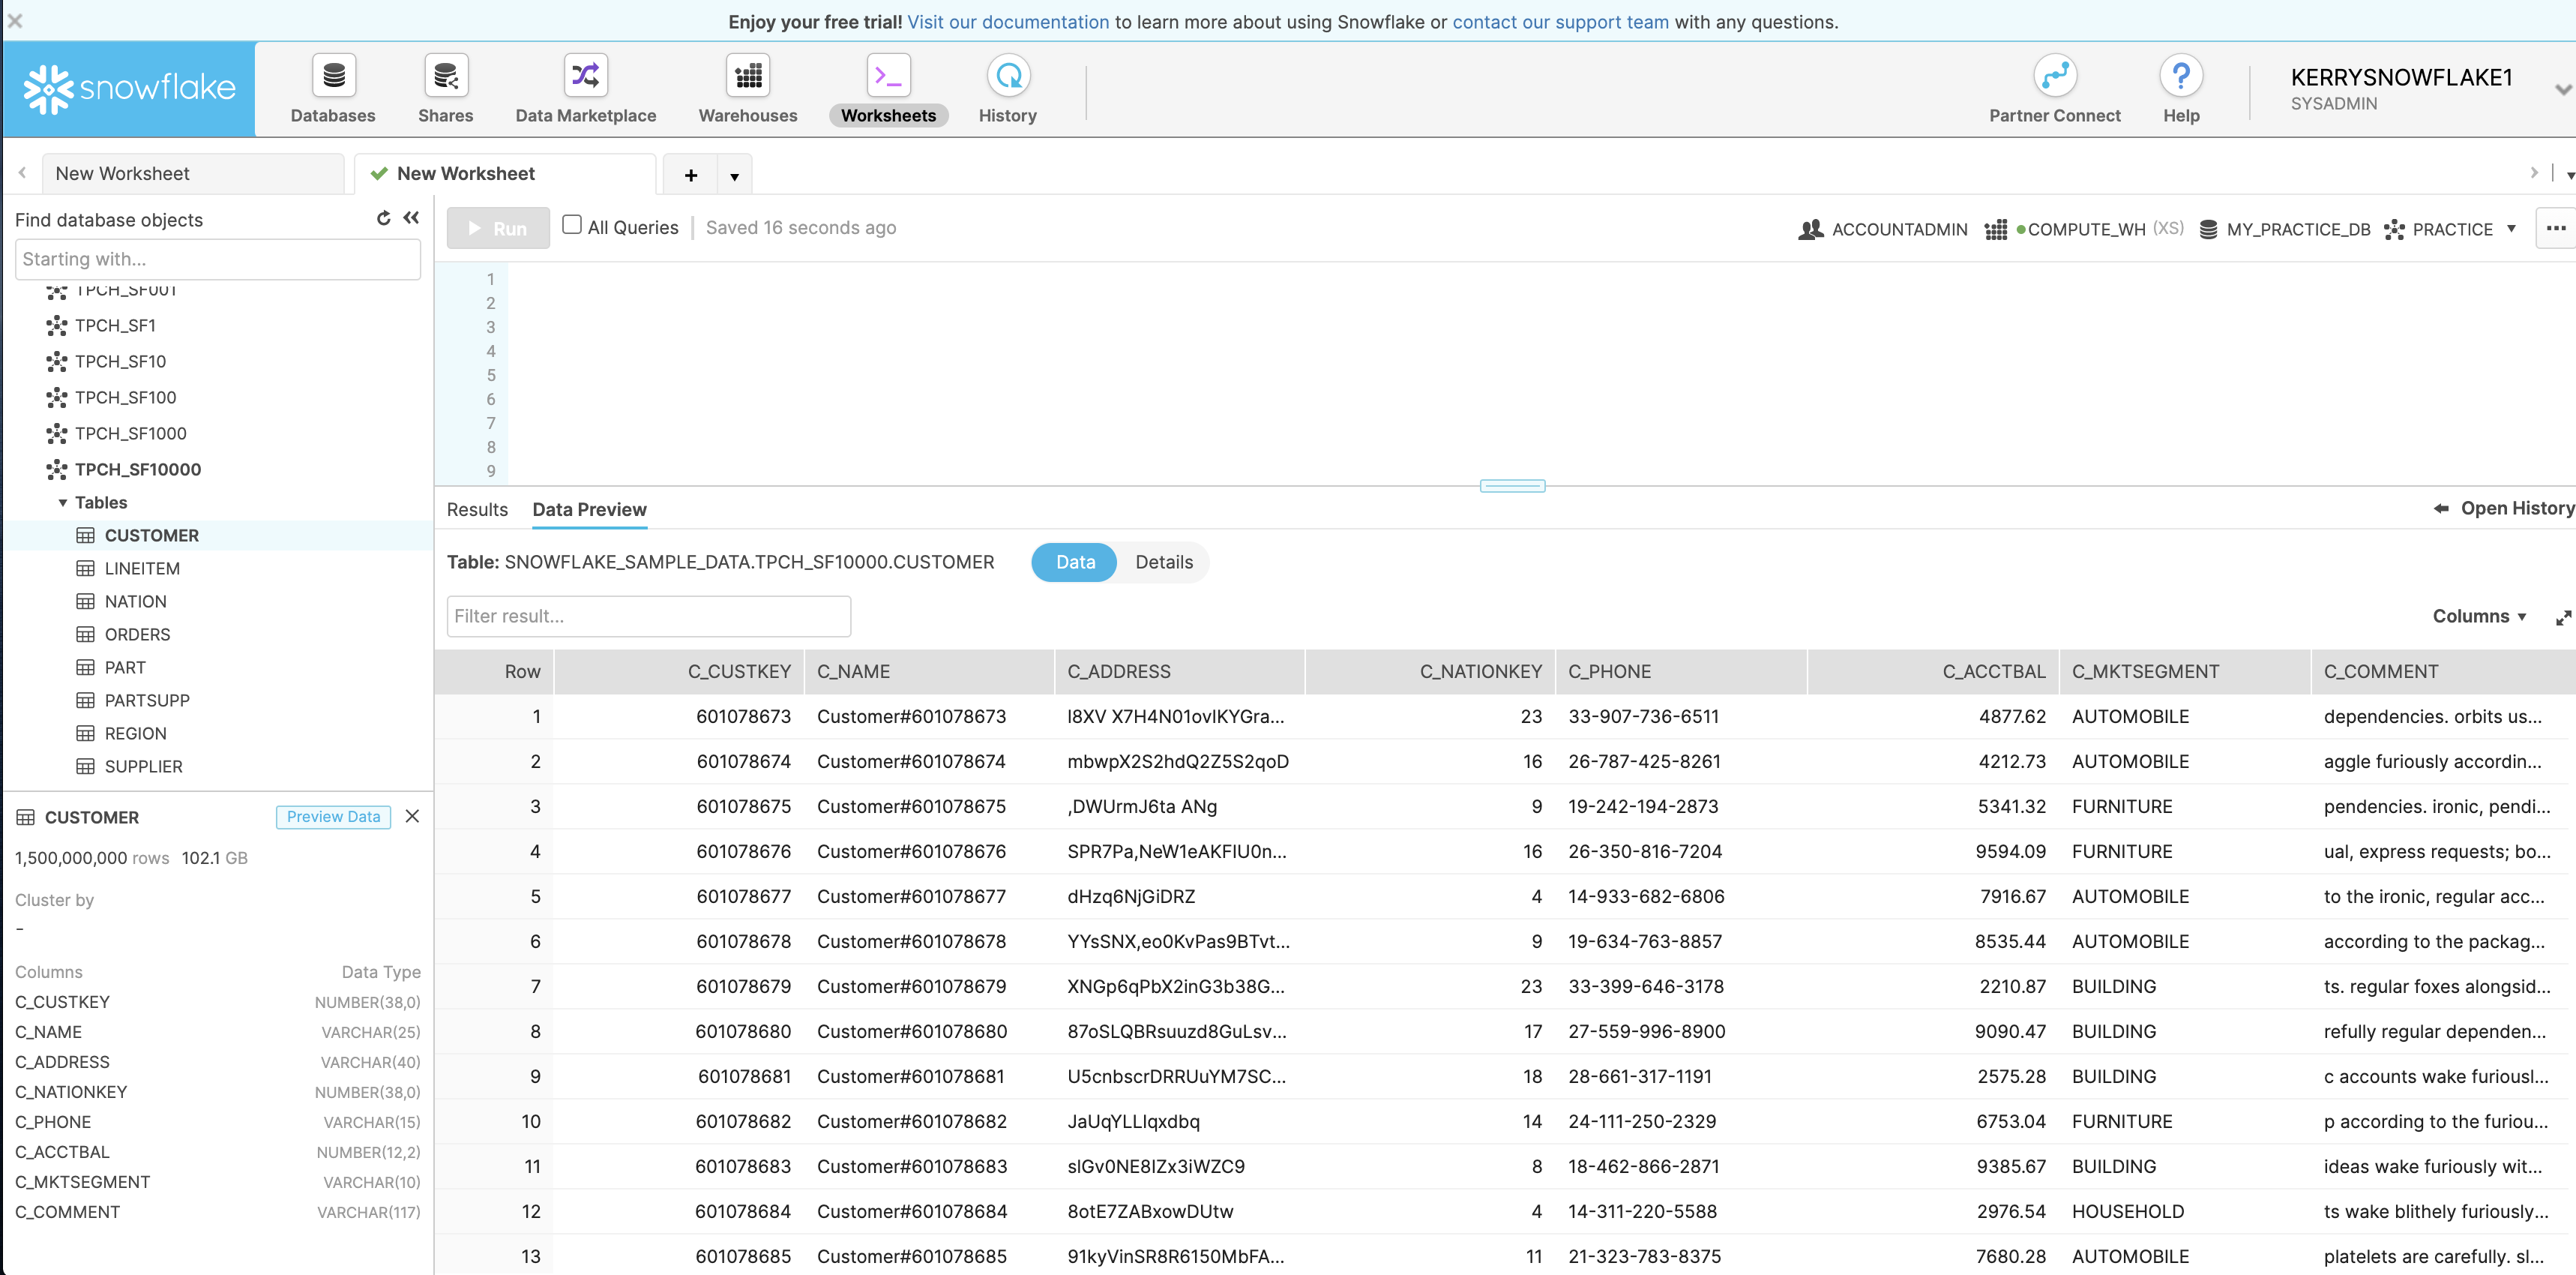 Enjoy your free trial! Visit our documentation to learn more about using Snowflake or contact our support team with any questions.
snowflake
Databases Shares Data Marketplace Warehouses Worksheets History Partner Connect Help
KERRYSNOWFLAKE1
SYSADMIN
New Worksheet New Worksheet
Find database objects
Starting with...
TPCH_SF001
TPCH_SF1
TPCH_SF10
TPCH_SF100
TPCH_SF1000
TPCH_SF10000
Tables
CUSTOMER
LINEITEM
NATION
ORDERS
PART
PARTSUPP
REGION
SUPPLIER
CUSTOMER Preview Data
1,500,000,000 rows 102.1 GB
Cluster by
-
Columns Data Type
C_CUSTKEY NUMBER(38,0)
C_NAME VARCHAR(25)
C_ADDRESS VARCHAR(40)
C_NATIONKEY NUMBER(38,0)
C_PHONE VARCHAR(15)
C_ACCTBAL NUMBER(12,2)
C_MKTSEGMENT VARCHAR(10)
C_COMMENT VARCHAR(117)
Run All Queries Saved 16 seconds ago ACCOUNTADMIN COMPUTE_WH (XS) MY_PRACTICE_DB PRACTICE
1
2
3
4
5
6
7
8
9
Results Data Preview Open History
Table: SNOWFLAKE_SAMPLE_DATA.TPCH_SF10000.CUSTOMER Data Details
Filter result... Columns
Row C_CUSTKEY C_NAME C_ADDRESS C_NATIONKEY C_PHONE C_ACCTBAL C_MKTSEGMENT C_COMMENT
1 601078673 Customer#601078673 23 33-907-736-6511 4877.62 AUTOMOBILE dependencies. orbits us...
2 601078674 Customer#601078674 mbwpX2S2hdQ2Z5S2qoD 16 26-787-425-8261 4212.73 AUTOMOBILE aggle furiously accordin...
3 601078675 Customer#601078675 ,DWUrmJ6ta ANg 9 19-242-194-2873 5341.32 FURNITURE pendencies. ironic, pendi...
4 601078676 Customer#601078676 16 26-350-816-7204 9594.09 FURNITURE ual, express requests; bo...
5 601078677 Customer#601078677 dHzq6NjGiDRZ 4 14-933-682-6806 7916.67 AUTOMOBILE to the ironic, regular acc...
6 601078678 Customer#601078678 YYsSNX,eo0KvPas9BTvt... 9 19-634-763-8857 8535.44 AUTOMOBILE according to the packag...
7 601078679 Customer#601078679 XNGp6qPbX2inG3b38G... 23 33-399-646-3178 2210.87 BUILDING ts. regular foxes alongsid...
8 601078680 Customer#601078680 87oSLQBRsuuzd8GuLsv... 17 27-559-996-8900 9090.47 BUILDING refully regular dependen...
9 601078681 Customer#601078681 U5cnbscrDRRUuYM7SC... 18 28-661-317-1191 2575.28 BUILDING c accounts wake furiousl...
10 601078682 Customer#601078682 14 24-111-250-2329 6753.04 FURNITURE p according to the furiou...
11 601078683 Customer#601078683 8 18-462-866-2871 9385.67 BUILDING ideas wake furiously wit...
12 601078684 Customer#601078684 8otE7ZABxowDUtw 4 14-311-220-5588 2976.54 HOUSEHOLD ts wake blithely furiously...
13 601078685 Customer#601078685 91kyVinSR8R6150MbFA... 11 21-323-783-8375 7680.28 AUTOMOBILE platelets are carefully. sl...